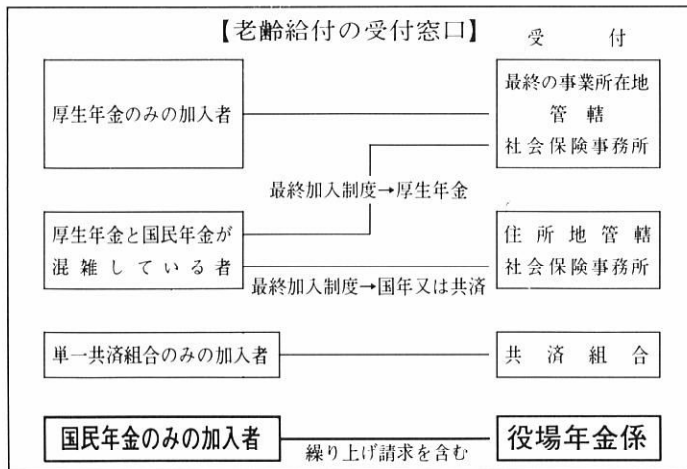 【老齢給付の受付窓口】
受付
厚生年金のみの加入者
最終の事業所在地
管轄
社会保険事務所
最終加入制度→厚生年金
厚生年金と国民年金が
混雑している者
住所地管轄
社会保険事務所
最終加入制度→国年又は共済
単一共済組合のみの加入者
共済組合
国民年金のみの加入者
繰り上げ請求を含む
役場年金係